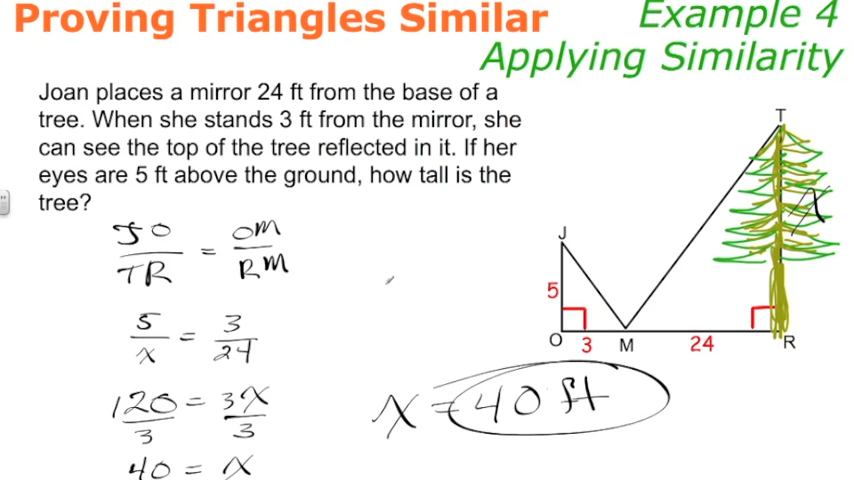 Proving Triangles Similar
Example 4
Applying Similarity
Joan places a mirror 24 ft from the base of a
tree. When she stands 3 ft from the mirror, she
can see the top of the tree reflected in it. If her
eyes are 5 ft above the ground, how tall is the
tree?
JO/TR = OM/RM
5/x = 3/24
120/3 = 3x/3
40 = x
x = 40 ft
T
x
J
5
O
3
M
24
R